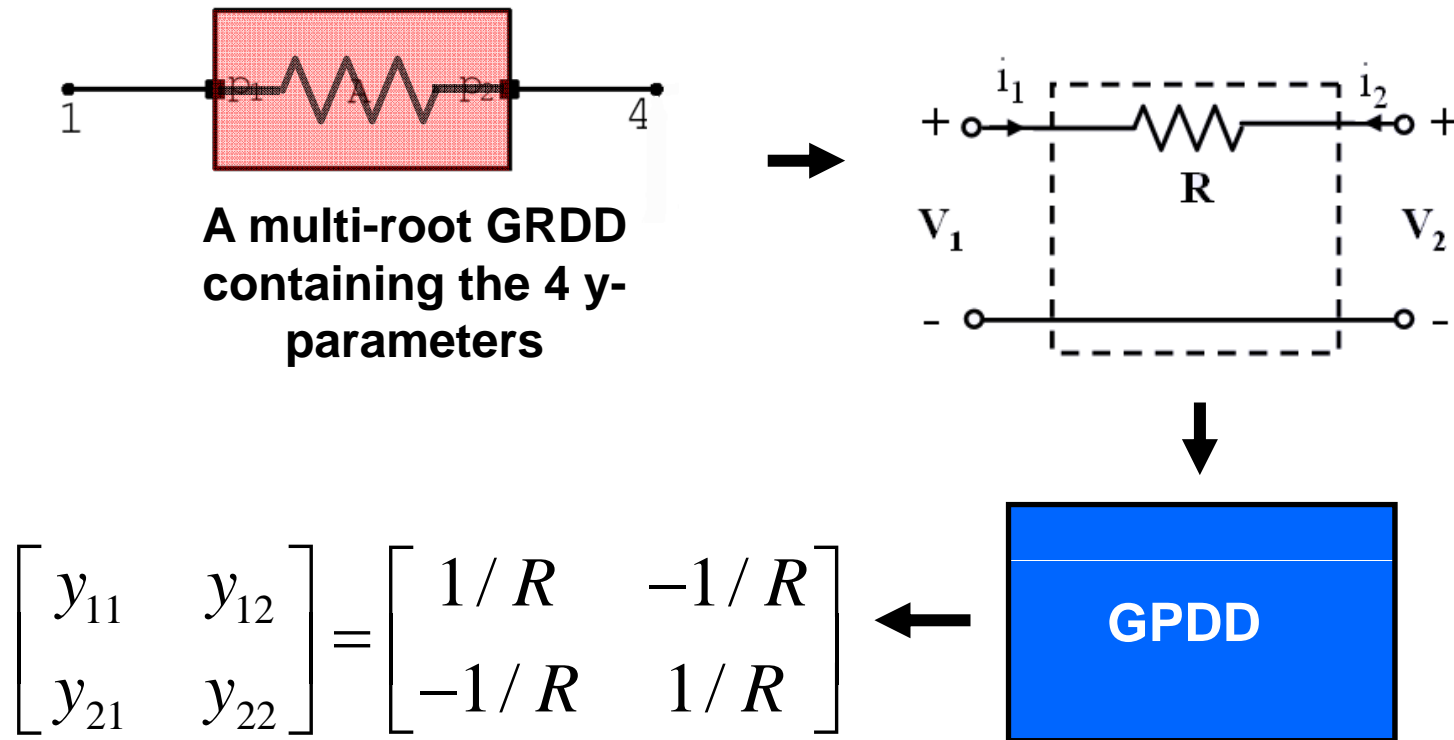 1 p1 A p2 4
A multi-root GRDD
containing the 4 y-
parameters
i1 i2
+ +
R
V1 V2
- -
[ y11 y12 ] = [ 1/R −1/R ]
[ y21 y22 ] [ −1/R 1/R ]
GPDD